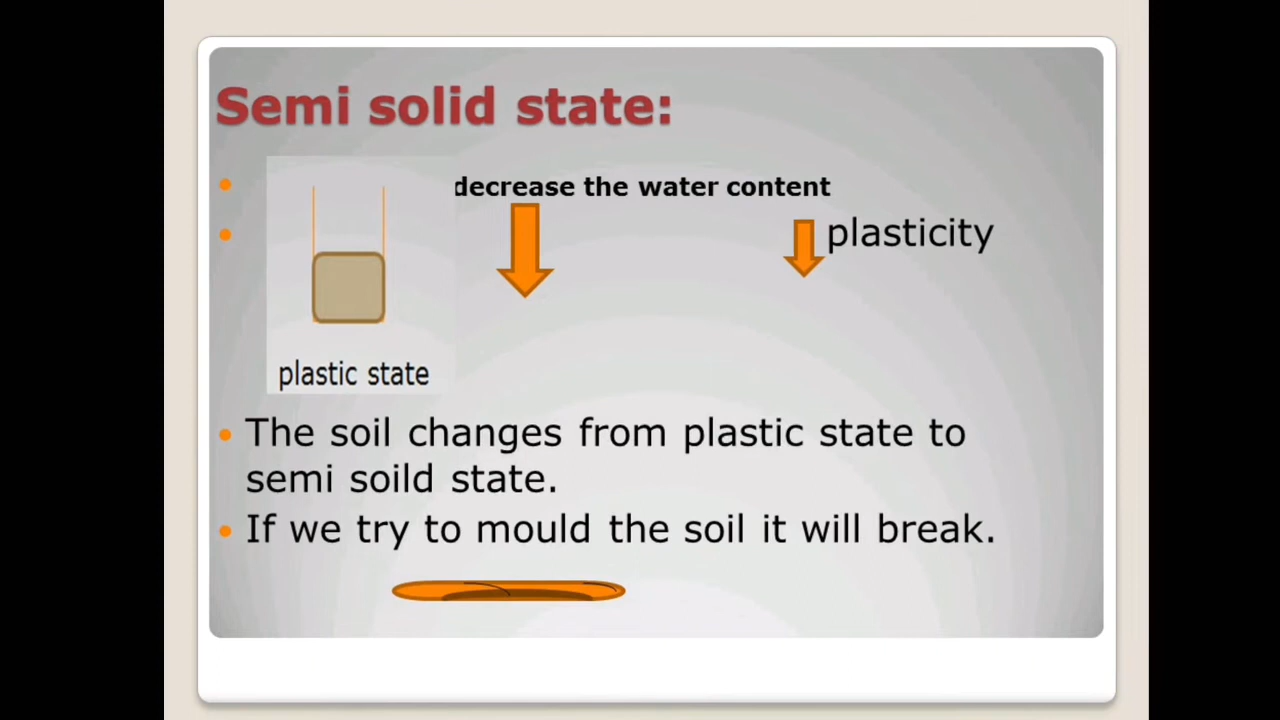 Semi solid state:
decrease the water content
plasticity
plastic state
The soil changes from plastic state to
semi soild state.
If we try to mould the soil it will break.